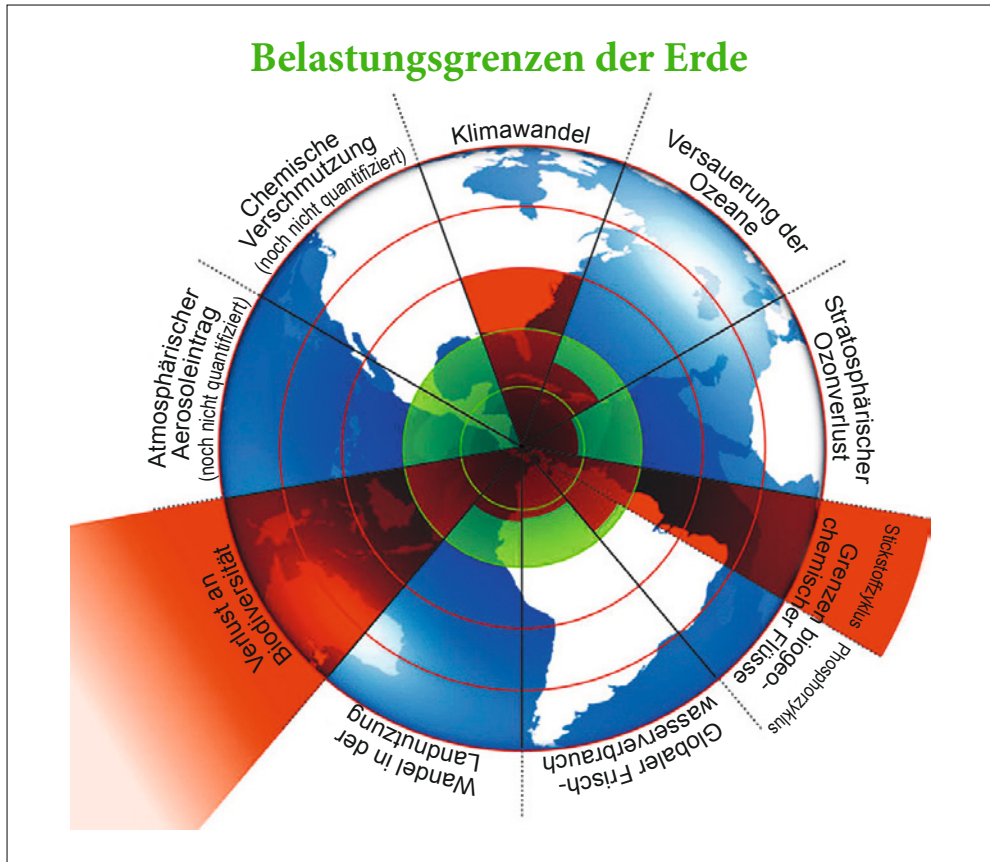 Belastungsgrenzen der Erde
Klimawandel
Versauerung der
Ozeane
Stratosphärischer
Ozonverlust
Stickstoffzyklus
Grenzen biogeo-
chemischer Flüsse
Phosphorzyklus
Globaler Frisch-
wasserverbrauch
Wandel in der
Landnutzung
Verlust an
Biodiversität
Atmosphärischer
Aerosoleintrag
(noch nicht quantifiziert)
Chemische
Verschmutzung
(noch nicht quantifiziert)